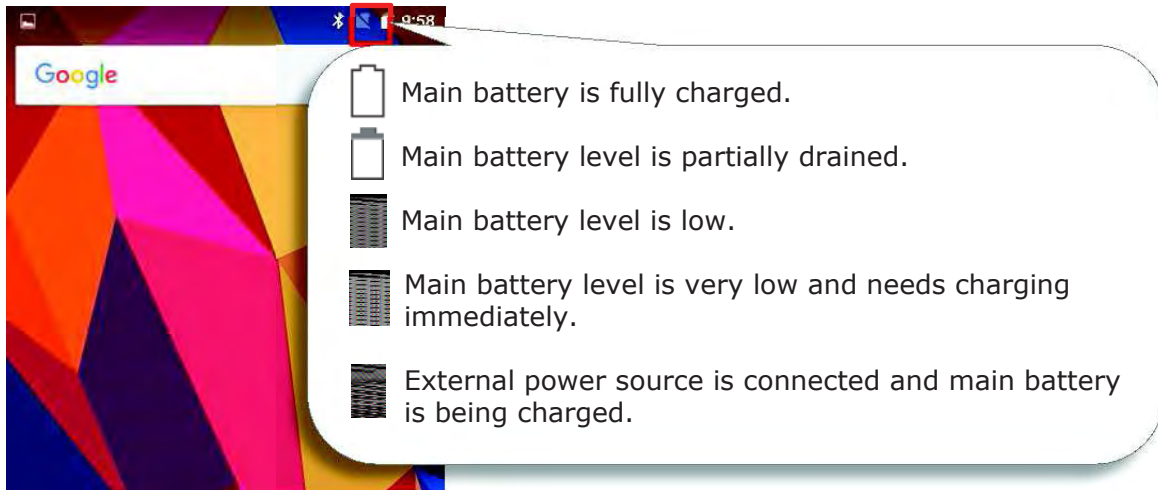 9:58
Google
Main battery is fully charged.
Main battery level is partially drained.
Main battery level is low.
Main battery level is very low and needs charging
immediately.
External power source is connected and main battery
is being charged.